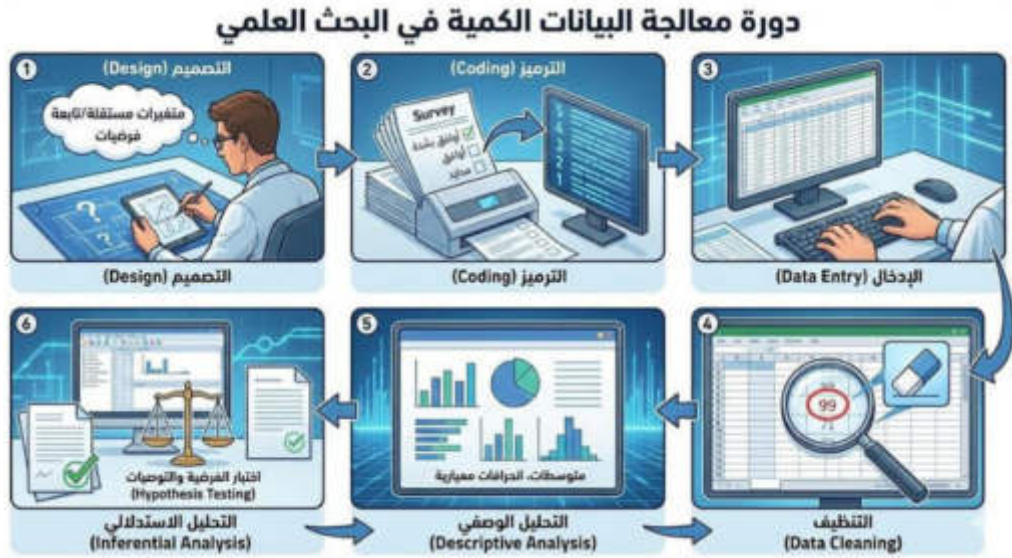 دورة معالجة البيانات الكمية في البحث العلمي
1
التصميم (Design)
متغيرات مستقلة/تابعة
فرضيات
التصميم (Design)
2
الترميز (Coding)
Survey
أوافق بشدة
أوافق
محايد
الترميز (Coding)
3
الإدخال (Data Entry)
4
99
التنظيف
(Data Cleaning)
5
متوسطات، انحرافات معيارية
التحليل الوصفي
(Descriptive Analysis)
6
اختبار الفرضية والتوصيات
(Hypothesis Testing)
التحليل الاستدلالي
(Inferential Analysis)